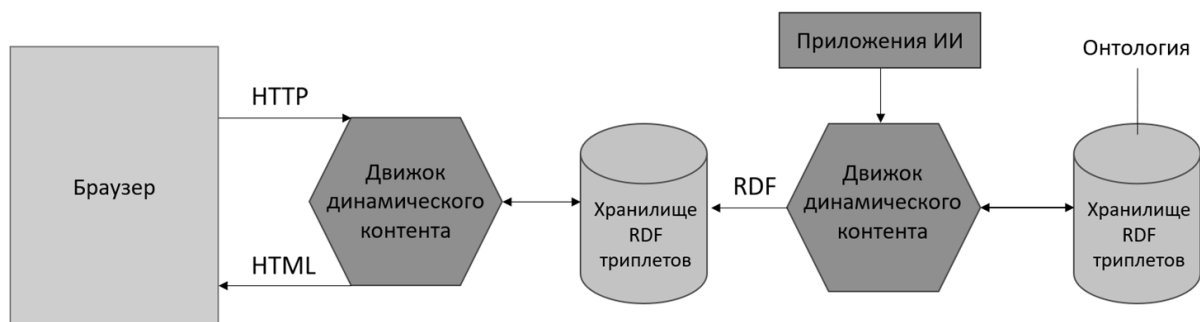 Браузер
HTTP
HTML
Движок
динамического
контента
Хранилище
RDF
триплетов
RDF
Приложения ИИ
Движок
динамического
контента
Онтология
Хранилище
RDF
триплетов